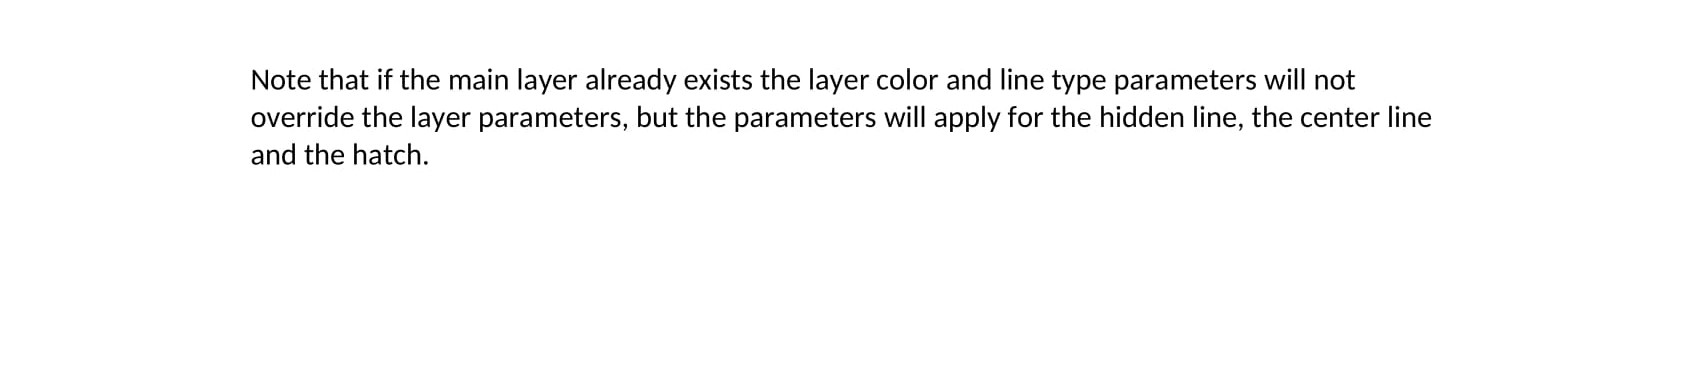 Note that if the main layer already exists the layer color and line type parameters will not
override the layer parameters, but the parameters will apply for the hidden line, the center line
and the hatch.